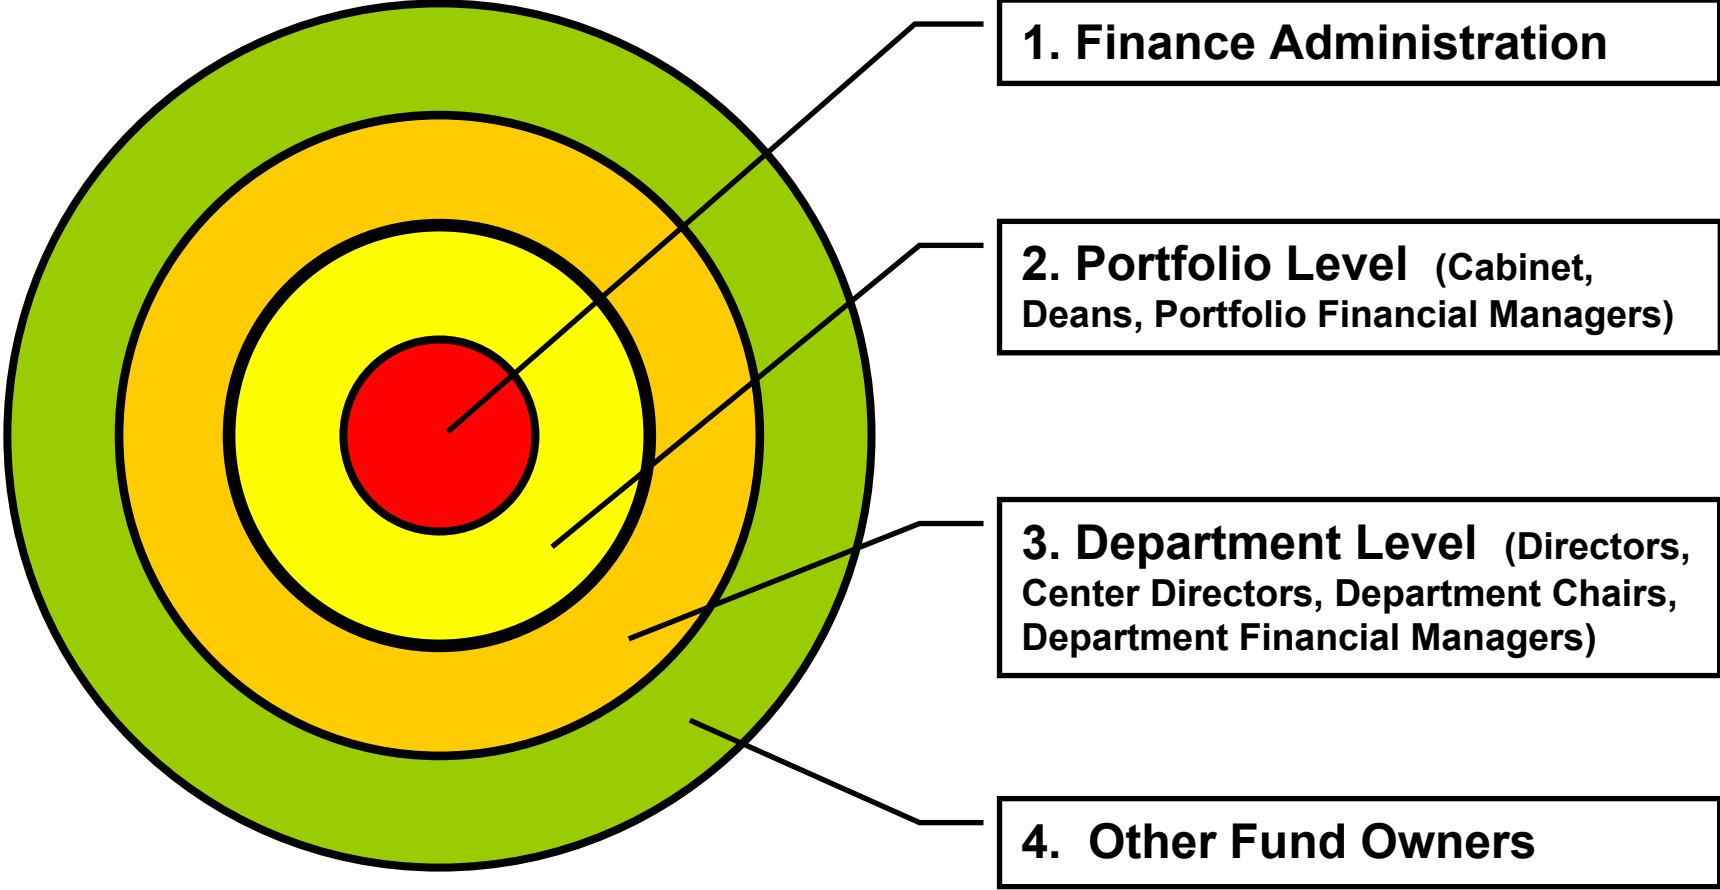 1. Finance Administration
2. Portfolio Level (Cabinet,
Deans, Portfolio Financial Managers)
3. Department Level (Directors,
Center Directors, Department Chairs,
Department Financial Managers)
4. Other Fund Owners